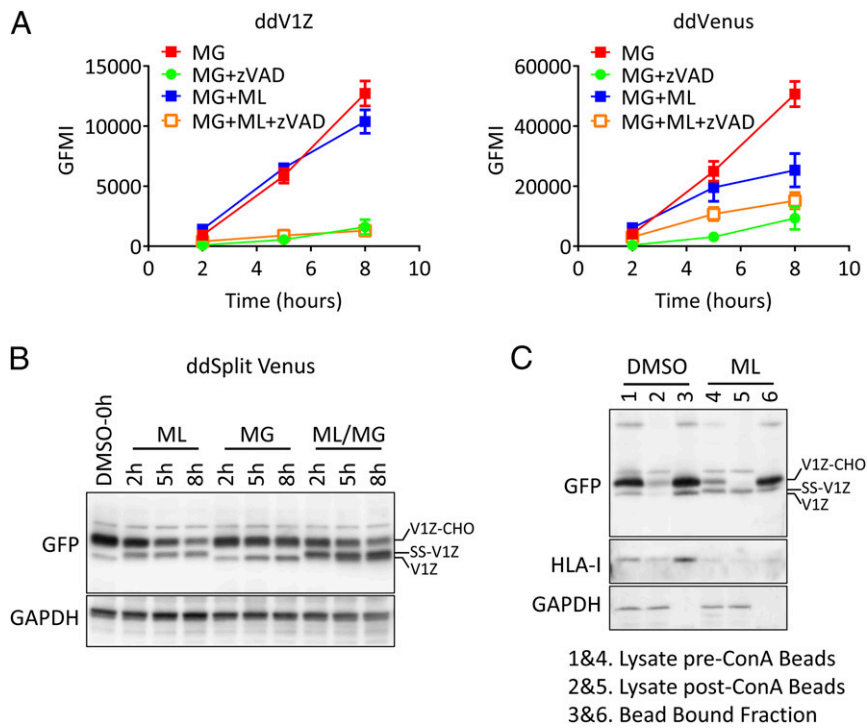 A
ddV1Z
MG
MG+zVAD
MG+ML
MG+ML+zVAD
GFMI
15000
10000
5000
0
0 2 4 6 8 10
Time (hours)
ddVenus
MG
MG+zVAD
MG+ML
MG+ML+zVAD
GFMI
60000
40000
20000
0
0 2 4 6 8 10
Time (hours)
B
ddSplit Venus
DMSO-0h
ML MG ML/MG
2h 5h 8h 2h 5h 8h 2h 5h 8h
GFP
V1Z-CHO
SS-V1Z
V1Z
GAPDH
C
DMSO ML
1 2 3 4 5 6
GFP
V1Z-CHO
SS-V1Z
V1Z
HLA-I
GAPDH
1&4. Lysate pre-ConA Beads
2&5. Lysate post-ConA Beads
3&6. Bead Bound Fraction